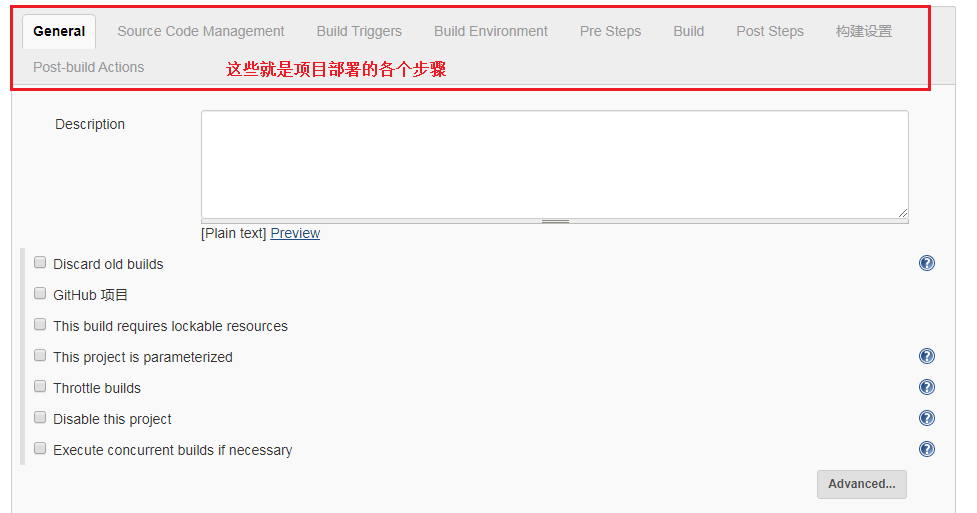 General Source Code Management Build Triggers Build Environment Pre Steps Build Post Steps 构建设置
Post-build Actions 这些就是项目部署的各个步骤
Description
[Plain text] Preview
Discard old builds
GitHub 项目
This build requires lockable resources
This project is parameterized
Throttle builds
Disable this project
Execute concurrent builds if necessary
Advanced...